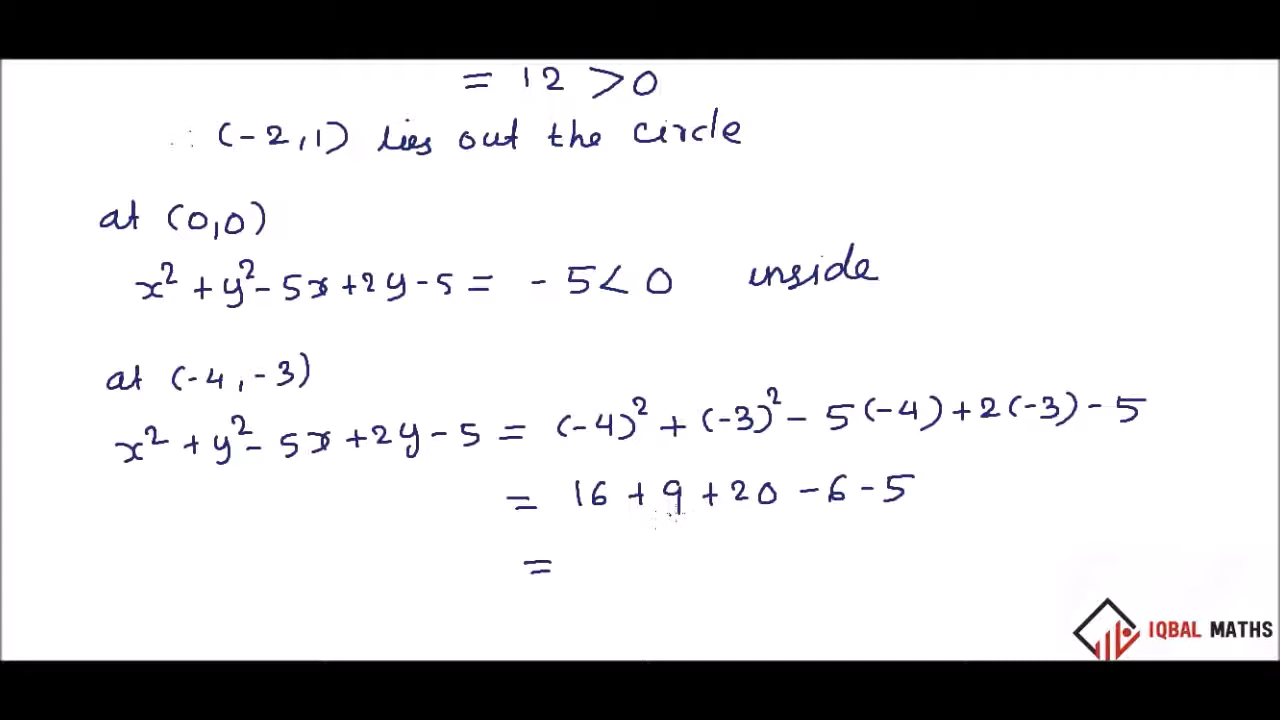 = 12 > 0
∴ (-2,1) lies out the circle
at (0,0)
x² + y² - 5x + 2y - 5 = - 5 < 0 inside
at (-4, -3)
x² + y² - 5x + 2y - 5 = (-4)² + (-3)² - 5(-4) + 2(-3) - 5
= 16 + 9 + 20 - 6 - 5
=
IQBAL MATHS